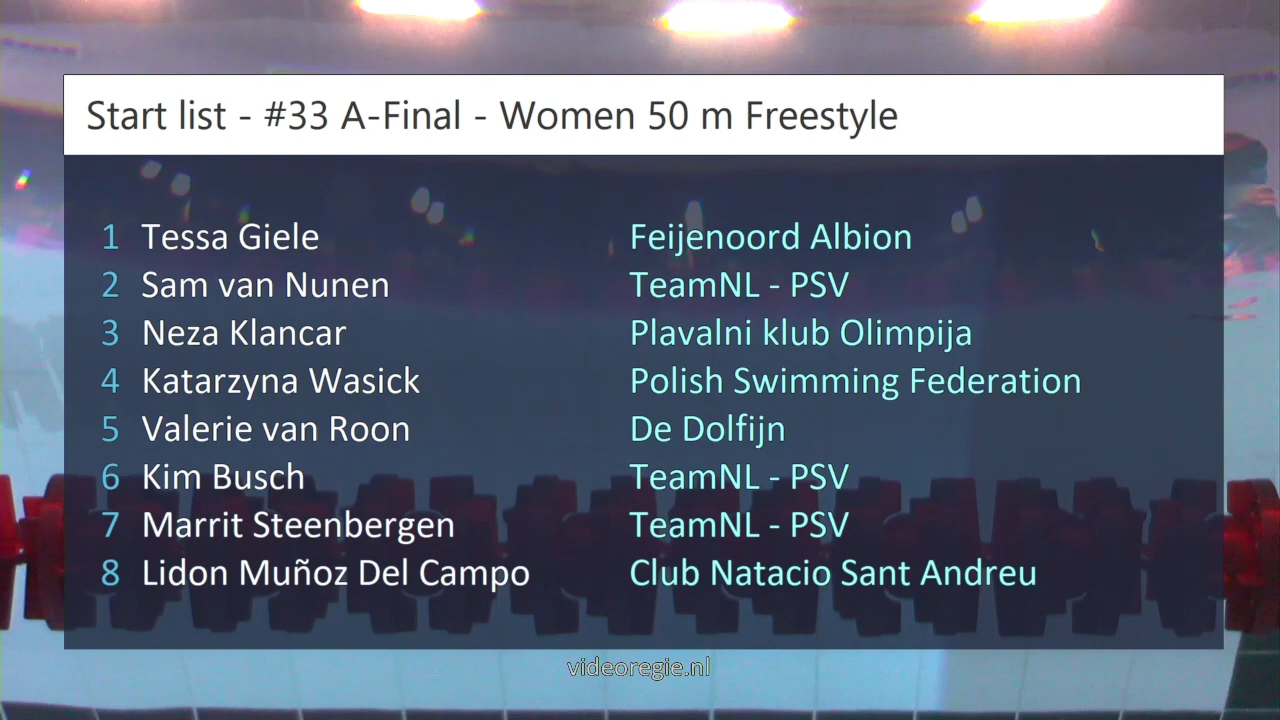 Start list - #33 A-Final - Women 50 m Freestyle
1 Tessa Giele Feijenoord Albion
2 Sam van Nunen TeamNL - PSV
3 Neza Klancar Plavalni klub Olimpija
4 Katarzyna Wasick Polish Swimming Federation
5 Valerie van Roon De Dolfijn
6 Kim Busch TeamNL - PSV
7 Marrit Steenbergen TeamNL - PSV
8 Lidon Muñoz Del Campo Club Natacio Sant Andreu
videoregie.nl